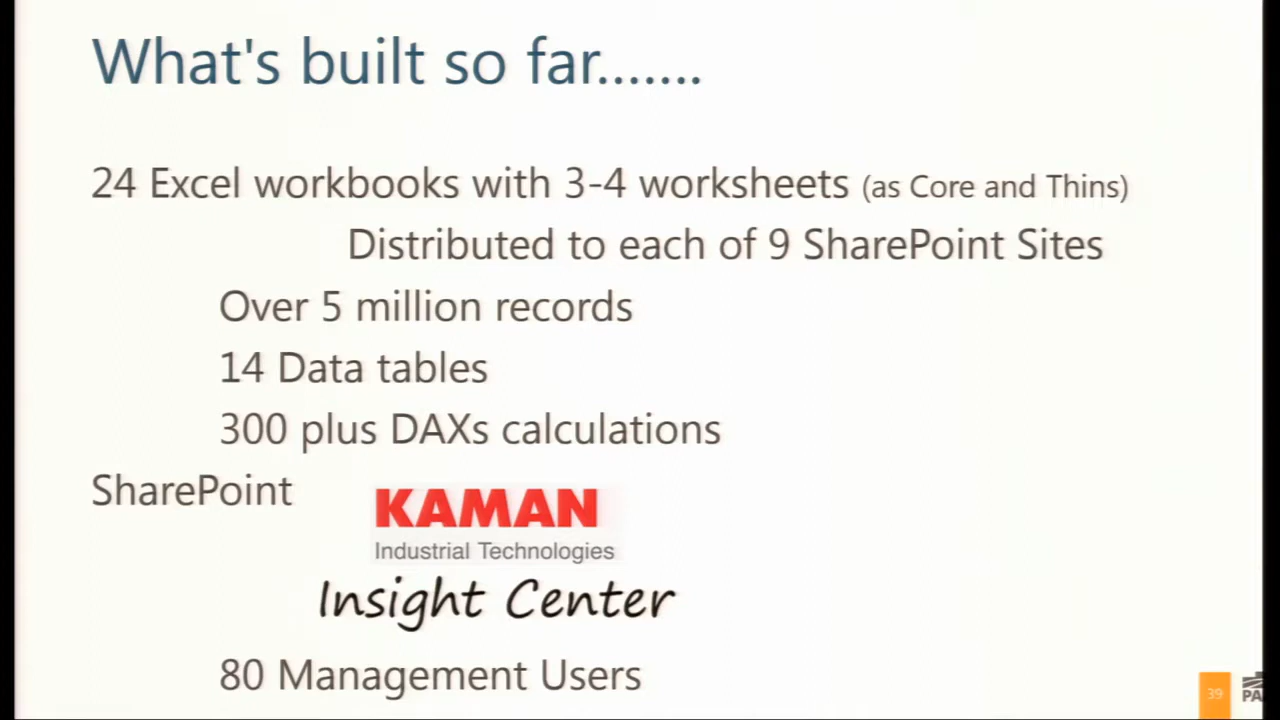 What's built so far.......
24 Excel workbooks with 3-4 worksheets (as Core and Thins)
Distributed to each of 9 SharePoint Sites
Over 5 million records
14 Data tables
300 plus DAXs calculations
SharePoint
KAMAN
Industrial Technologies
Insight Center
80 Management Users
39
PA